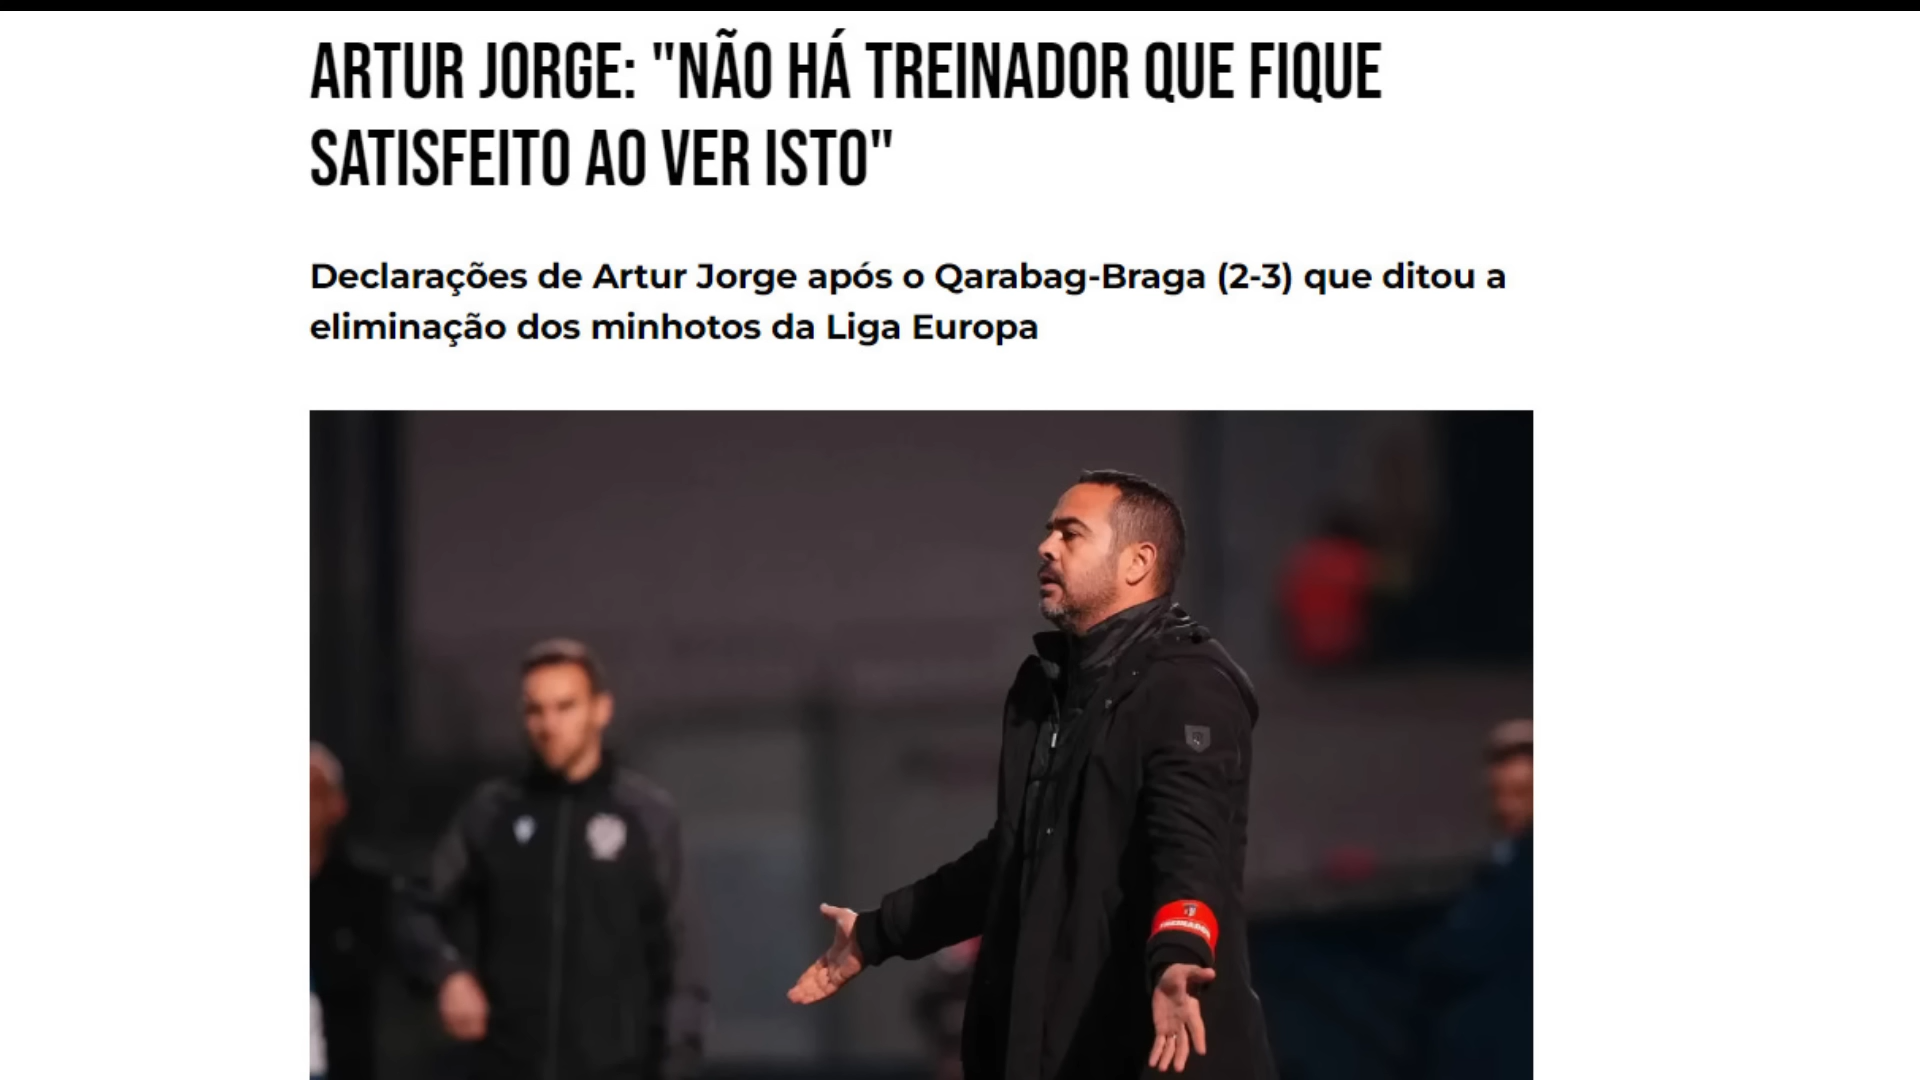 ARTUR JORGE: "NÃO HÁ TREINADOR QUE FIQUE
SATISFEITO AO VER ISTO"
Declarações de Artur Jorge após o Qarabag-Braga (2-3) que ditou a
eliminação dos minhotos da Liga Europa
TREINADOR